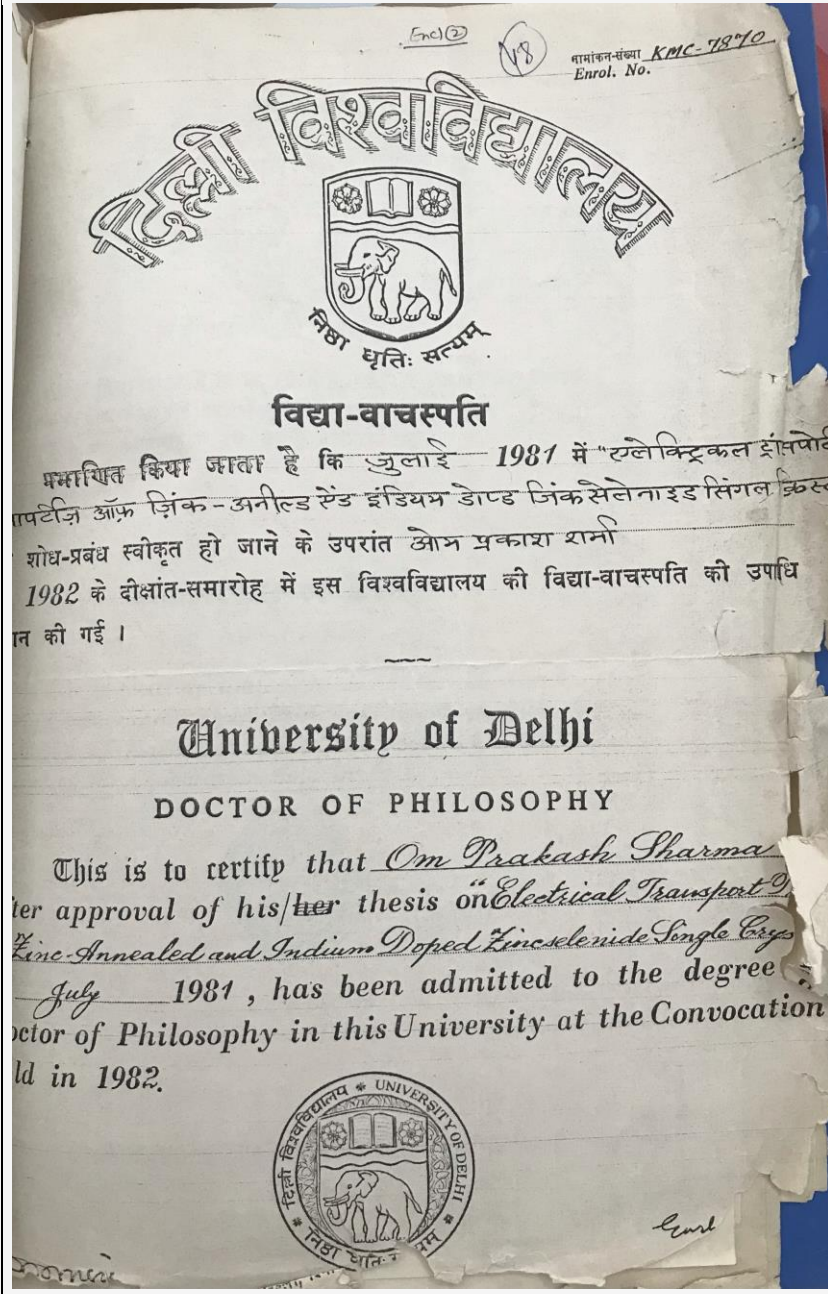 Encl ②
48
नामांकन-संख्या KMC-7870
Enrol. No.
दिल्ली विश्वविद्यालय
निष्ठा धृतिः सत्यम्
विद्या-वाचस्पति
प्रमाणित किया जाता है कि जुलाई 1981 में "एलेक्ट्रिकल ट्रांसपोर्ट
ापर्टीज़ ऑफ़ ज़िंक-अनील्ड ऐंड इंडियम डोप्ड जिंकसेलेनाइड सिंगल क्रिस्ट
शोध-प्रबंध स्वीकृत हो जाने के उपरांत ओम प्रकाश शर्मा
1982 के दीक्षांत-समारोह में इस विश्वविद्यालय की विद्या-वाचस्पति की उपाधि
ान की गई ।
University of Delhi
DOCTOR OF PHILOSOPHY
This is to certify that Om Prakash Sharma
ter approval of his/her thesis on "Electrical Transport
Zinc-Annealed and Indium Doped Zincselenide Single Crys
July 1981, has been admitted to the degree
octor of Philosophy in this University at the Convocation
ld in 1982.
दिल्ली विश्वविद्यालय * UNIVERSITY OF DELHI *
निष्ठा धृतिः